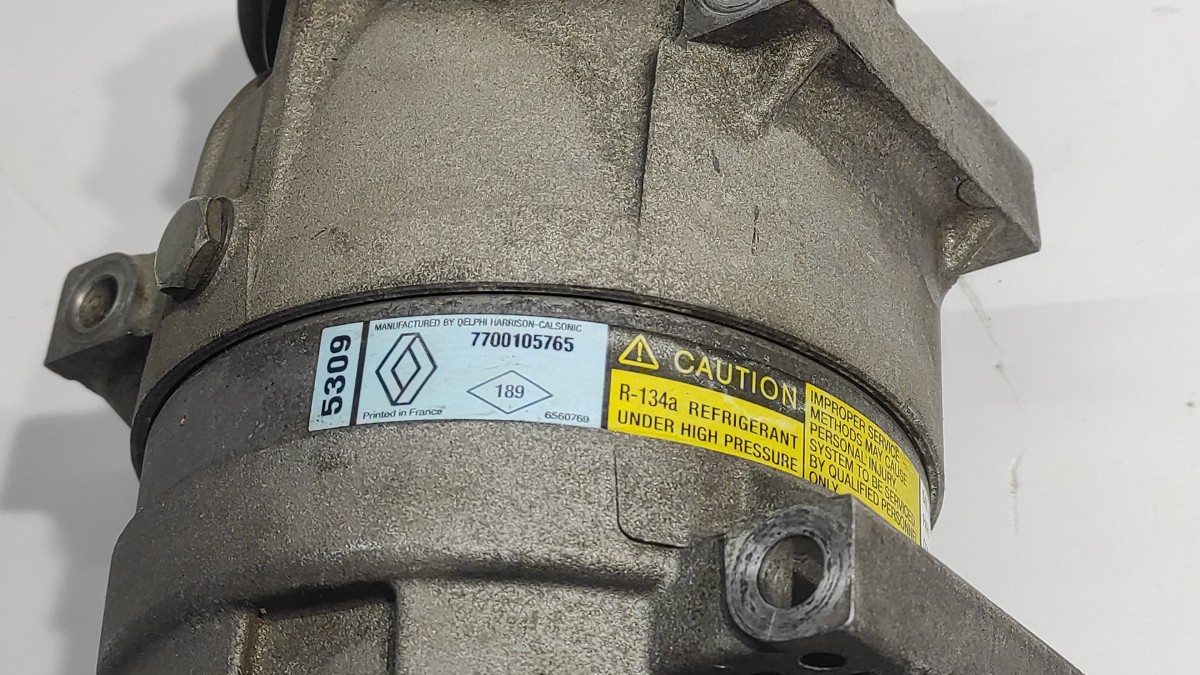 5309
MANUFACTURED BY DELPHI HARRISON-CALSONIC
7700105765
189
Printed in France
6560769
CAUTION
R-134a REFRIGERANT
UNDER HIGH PRESSURE
IMPROPER SERVICE
METHODS MAY CAUSE
PERSONAL INJURY
SYSTEM TO BE SERVICED
BY QUALIFIED PERSONNEL
ONLY